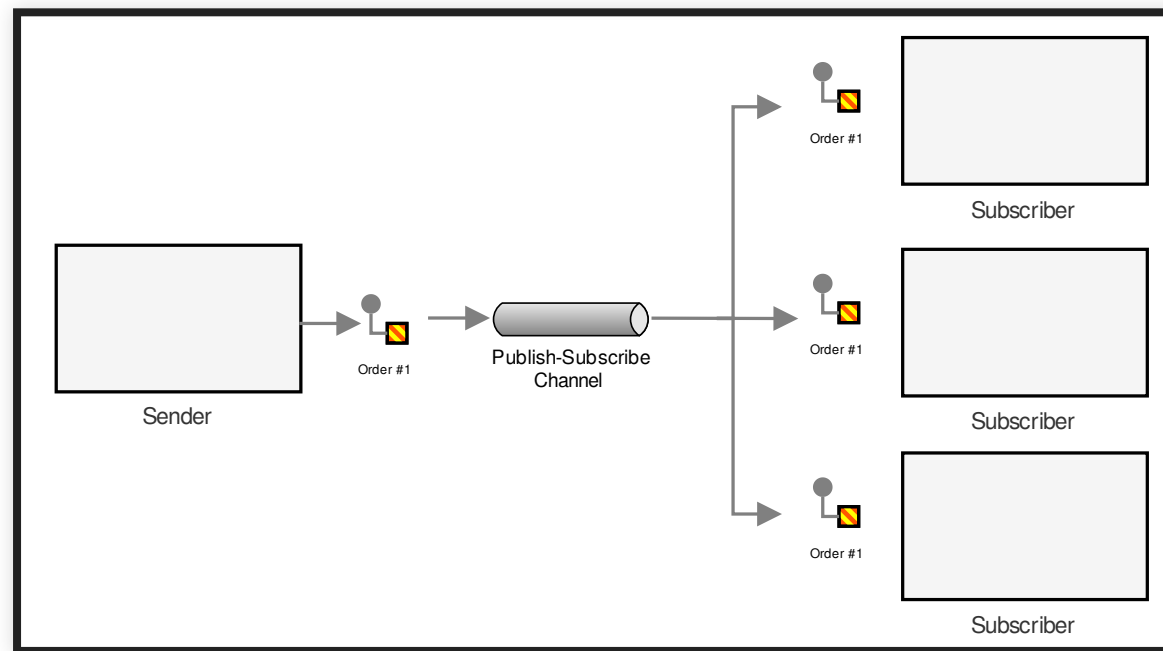 Order #1
Subscriber
Order #1
Publish-Subscribe
Channel
Sender
Order #1
Subscriber
Order #1
Subscriber